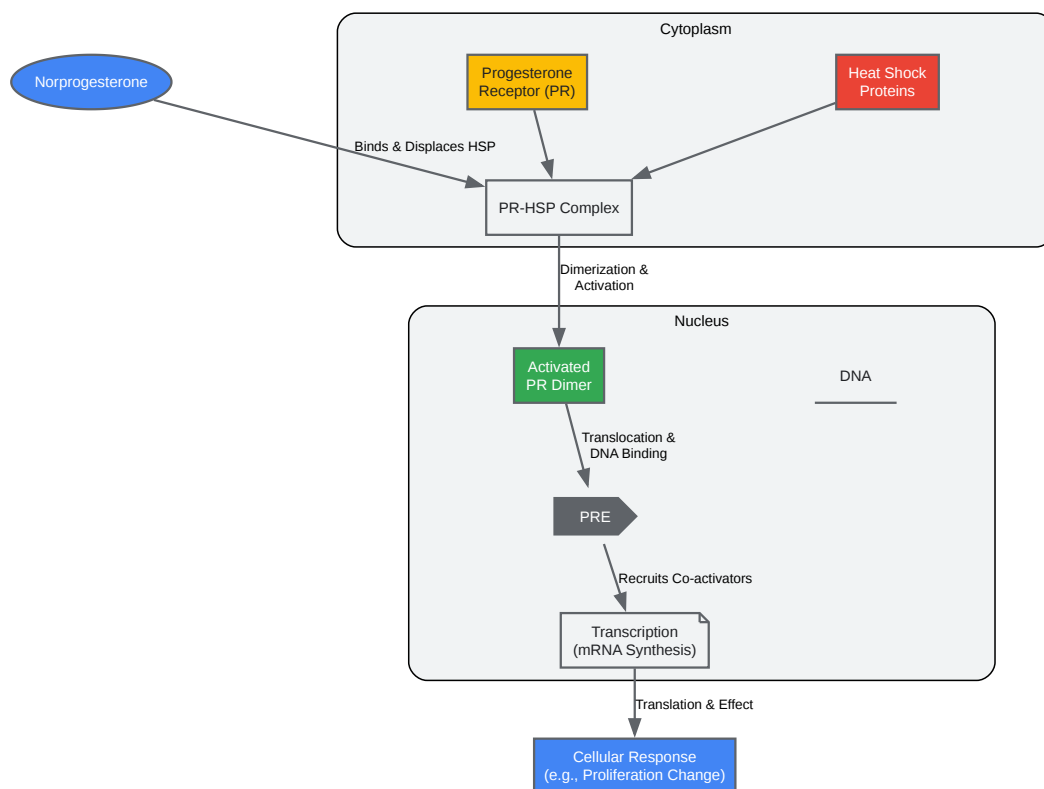 Cytoplasm
Norprogesterone
Progesterone
Receptor (PR)
Heat Shock
Proteins
Binds & Displaces HSP
PR-HSP Complex
Dimerization &
Activation
Nucleus
Activated
PR Dimer
DNA
Translocation &
DNA Binding
PRE
Recruits Co-activators
Transcription
(mRNA Synthesis)
Translation & Effect
Cellular Response
(e.g., Proliferation Change)